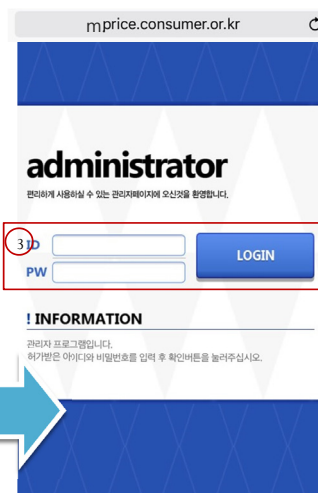 mprice.consumer.or.kr
administrator
편리하게 사용하실 수 있는 관리자페이지에 오신것을 환영합니다.
3
ID
LOGIN
PW
! INFORMATION
관리자 프로그램입니다.
허가받은 아이디와 비밀번호를 입력 후 확인버튼을 눌러주십시오.